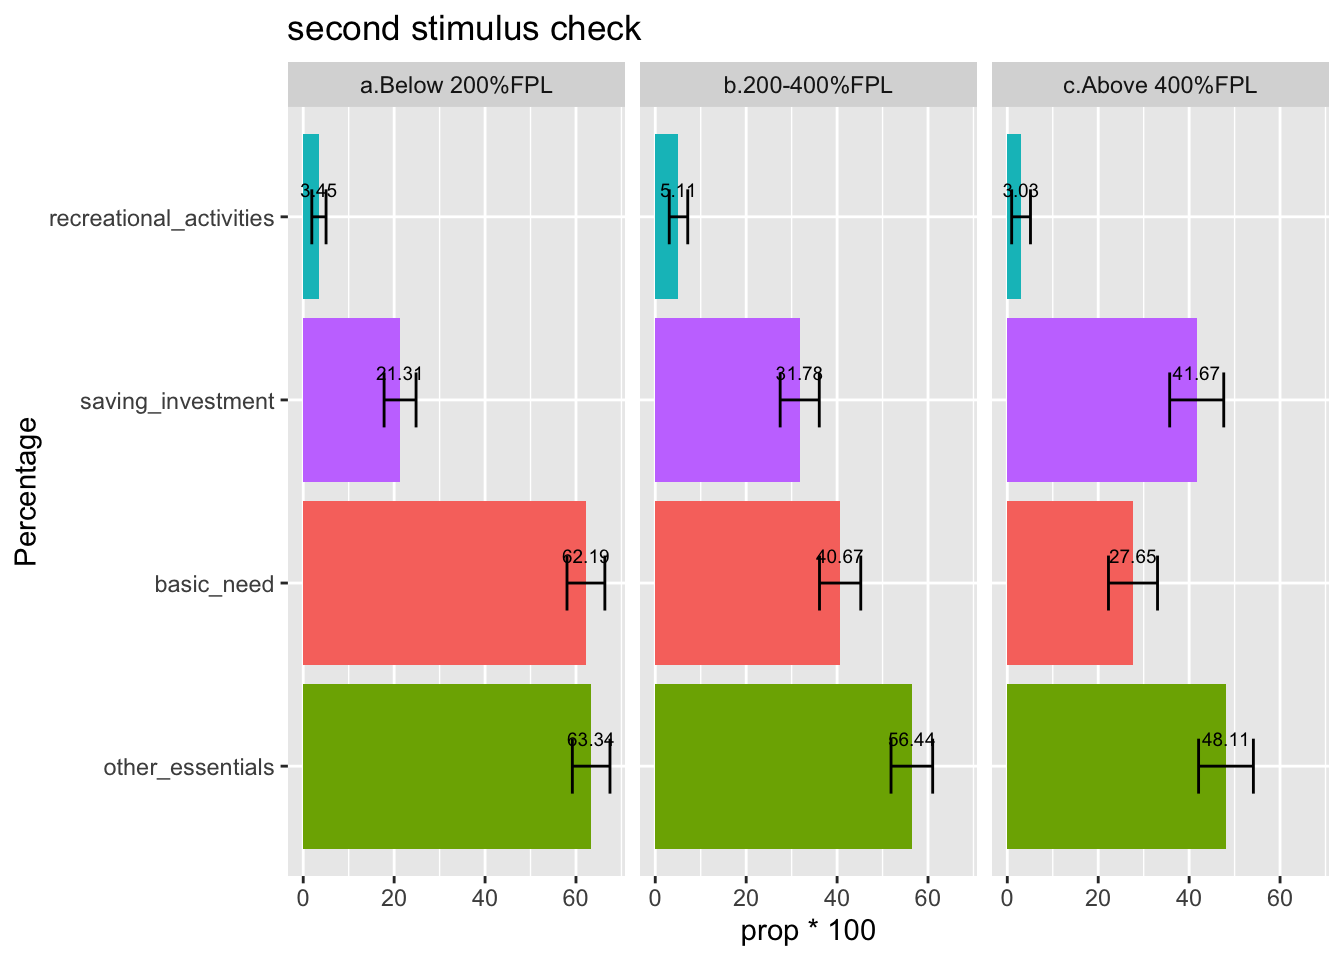 second stimulus check
a.Below 200%FPL
b.200-400%FPL
c.Above 400%FPL
recreational_activities
3.45
5.11
3.03
saving_investment
21.31
31.78
41.67
basic_need
62.19
40.67
27.65
other_essentials
63.34
56.44
48.11
Percentage
0 20 40 60
0 20 40 60
0 20 40 60
prop * 100